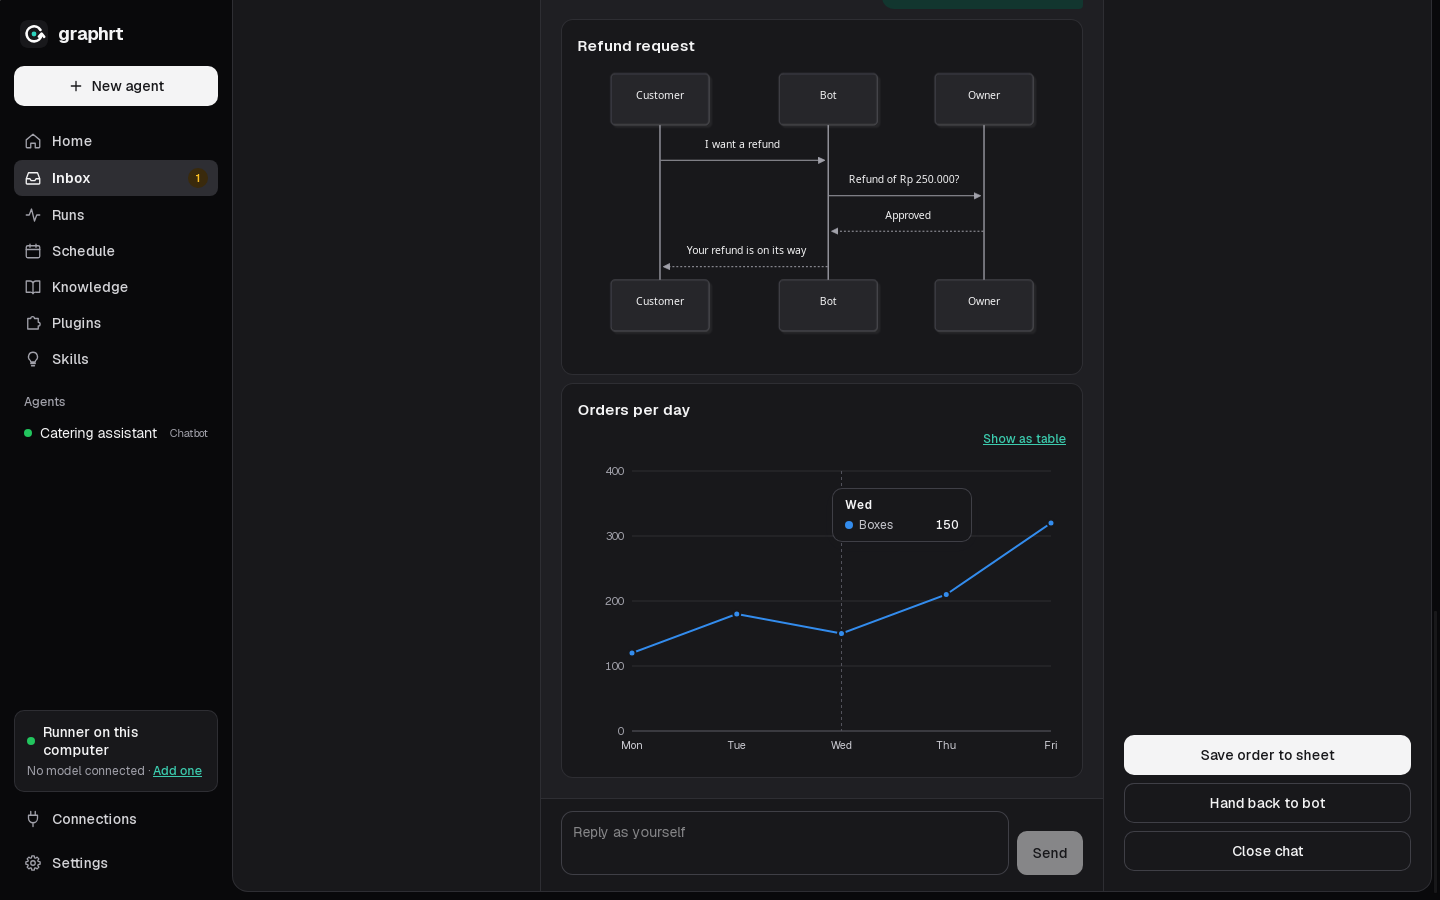 graphrt
New agent
Home
Inbox 1
Runs
Schedule
Knowledge
Plugins
Skills
Agents
Catering assistant Chatbot
Runner on this
computer
No model connected · Add one
Connections
Settings
Refund request
Customer Bot Owner
I want a refund
Refund of Rp 250.000?
Approved
Your refund is on its way
Customer Bot Owner
Orders per day
Show as table
400
Wed
Boxes 150
300
200
100
0
Mon Tue Wed Thu Fri
Reply as yourself
Send
Save order to sheet
Hand back to bot
Close chat